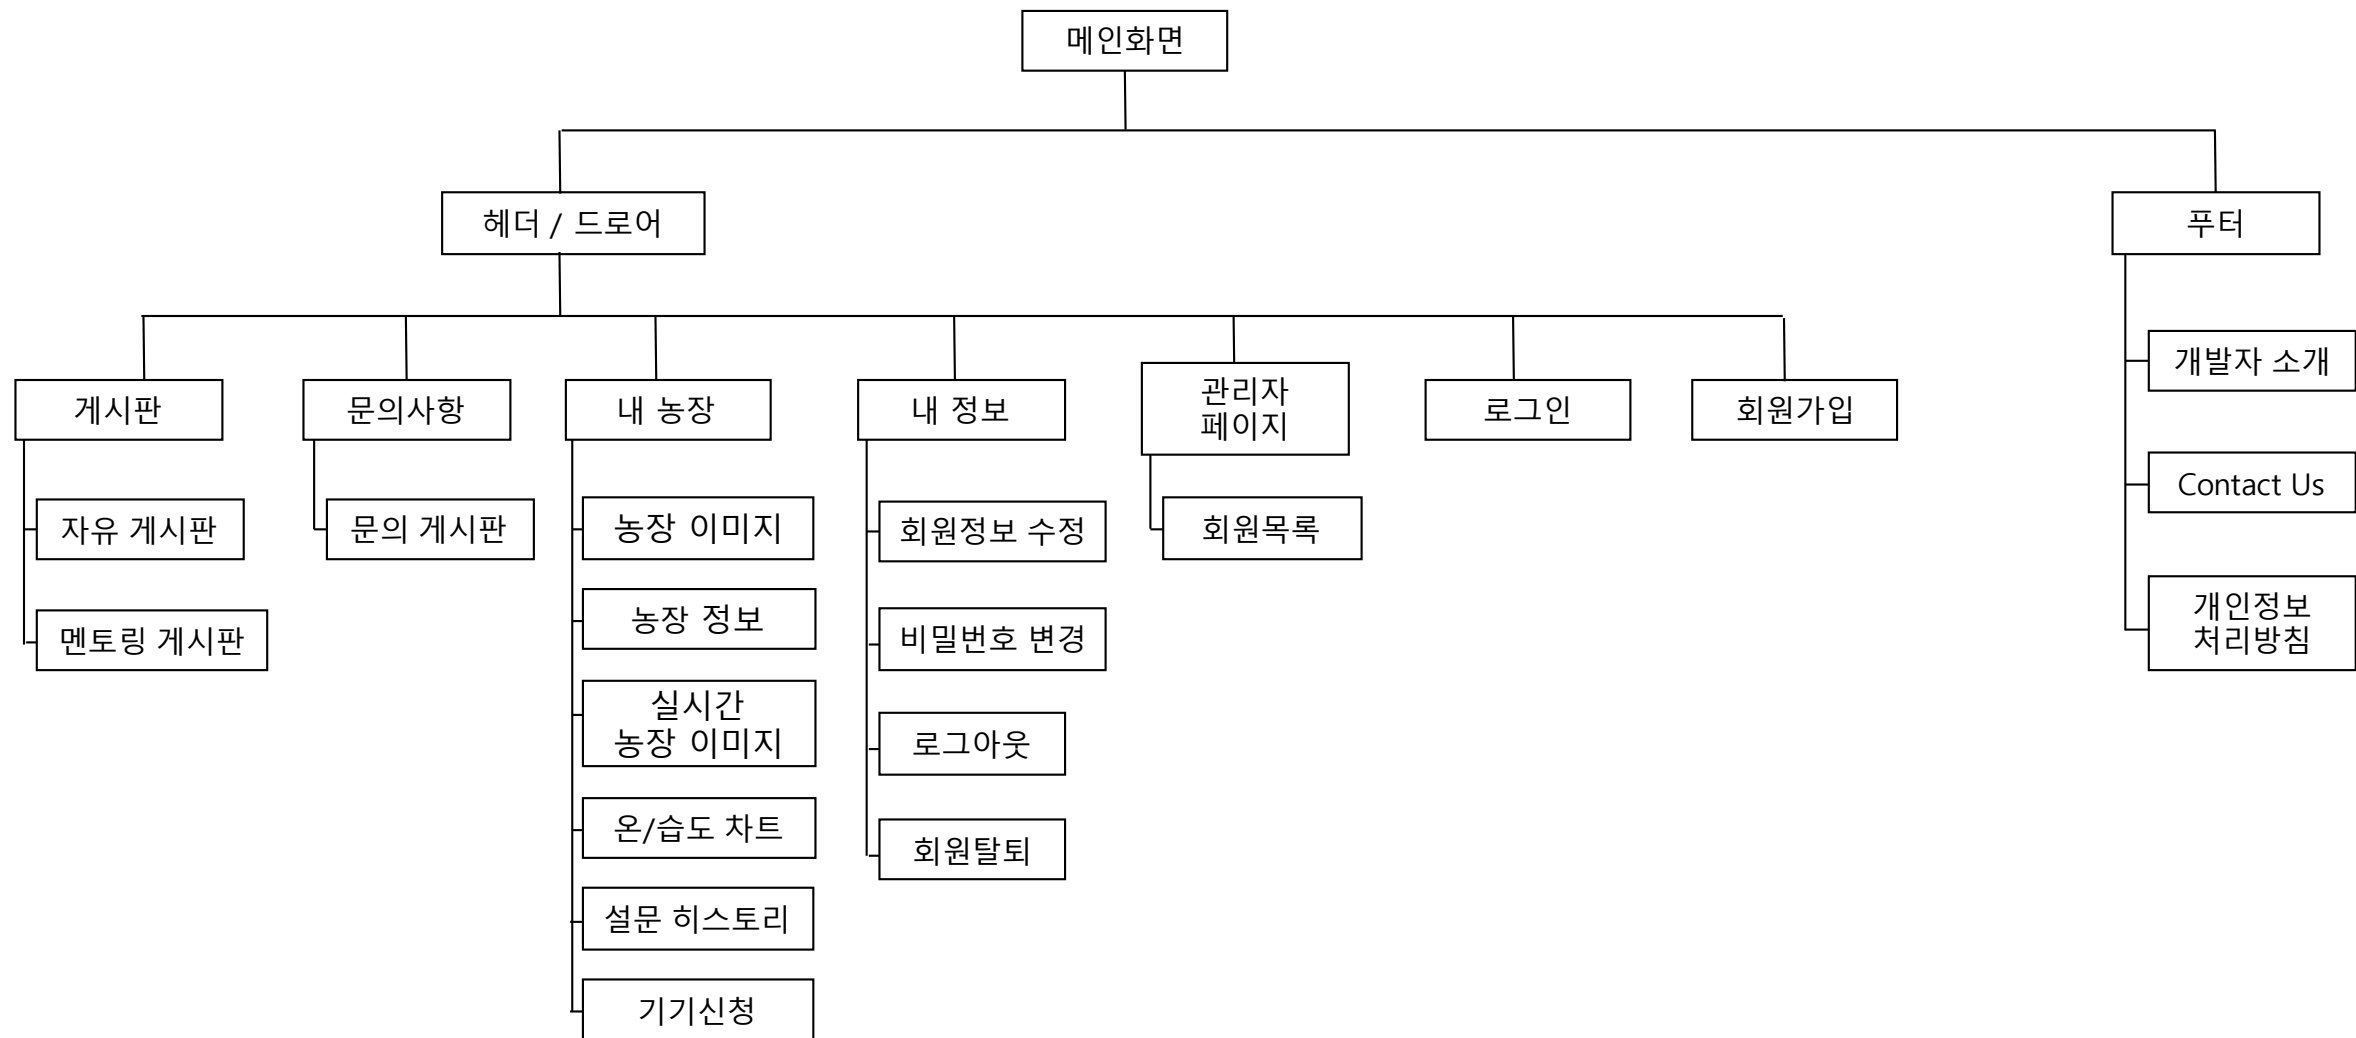 메인화면
헤더 / 드로어
푸터
게시판
문의사항
내 농장
내 정보
관리자
페이지
로그인
회원가입
자유 게시판
멘토링 게시판
문의 게시판
농장 이미지
농장 정보
실시간
농장 이미지
온/습도 차트
설문 히스토리
기기신청
회원정보 수정
비밀번호 변경
로그아웃
회원탈퇴
회원목록
개발자 소개
Contact Us
개인정보
처리방침